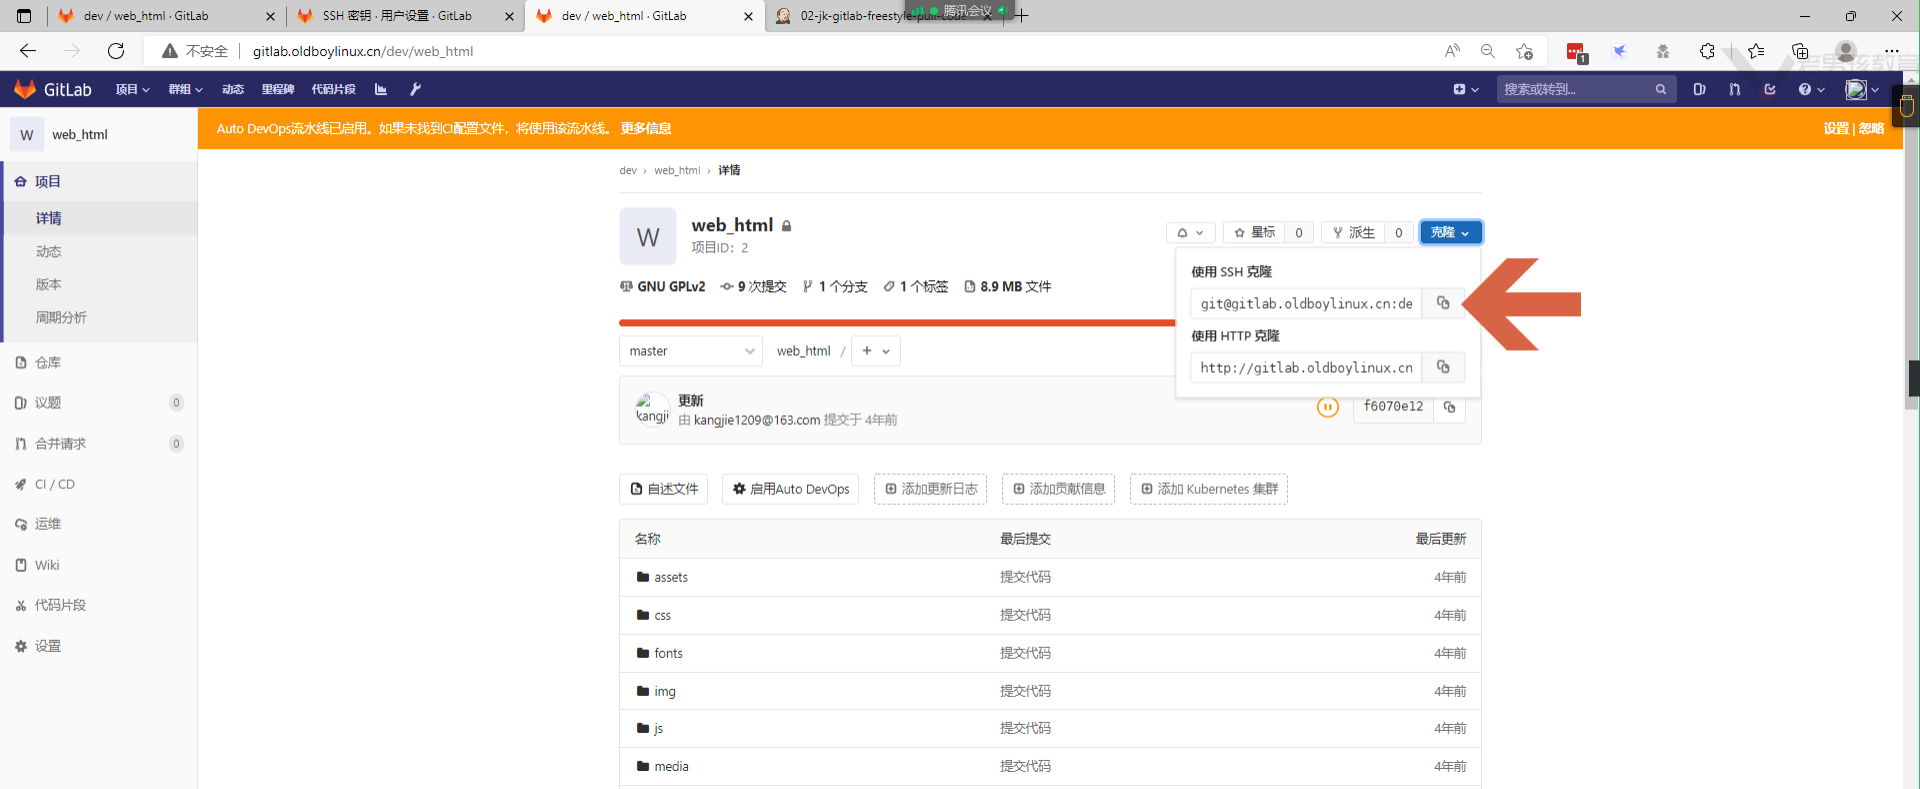 dev / web_html · GitLab
SSH 密钥 · 用户设置 · GitLab
dev / web_html · GitLab
02-jk-gitlab-freestyle-pull-code
腾讯会议
不安全
gitlab.oldboylinux.cn/dev/web_html
1
GitLab
项目
群组
动态
里程碑
代码片段
搜索或转到...
W
web_html
Auto DevOps流水线已启用。如果未找到CI配置文件，将使用该流水线。 更多信息
设置 | 忽略
项目
详情
动态
版本
周期分析
仓库
议题 0
合并请求 0
CI / CD
运维
Wiki
代码片段
设置
dev › web_html › 详情
W
web_html
项目ID：2
星标 0
派生 0
克隆
GNU GPLv2
9 次提交
1 个分支
1 个标签
8.9 MB 文件
使用 SSH 克隆
git@gitlab.oldboylinux.cn:de
使用 HTTP 克隆
http://gitlab.oldboylinux.cn
master
web_html / +
kangji
更新
由 kangjie1209@163.com 提交于 4年前
f6070e12
自述文件
启用Auto DevOps
添加更新日志
添加贡献信息
添加 Kubernetes 集群
名称 最后提交 最后更新
assets 提交代码 4年前
css 提交代码 4年前
fonts 提交代码 4年前
img 提交代码 4年前
js 提交代码 4年前
media 提交代码 4年前